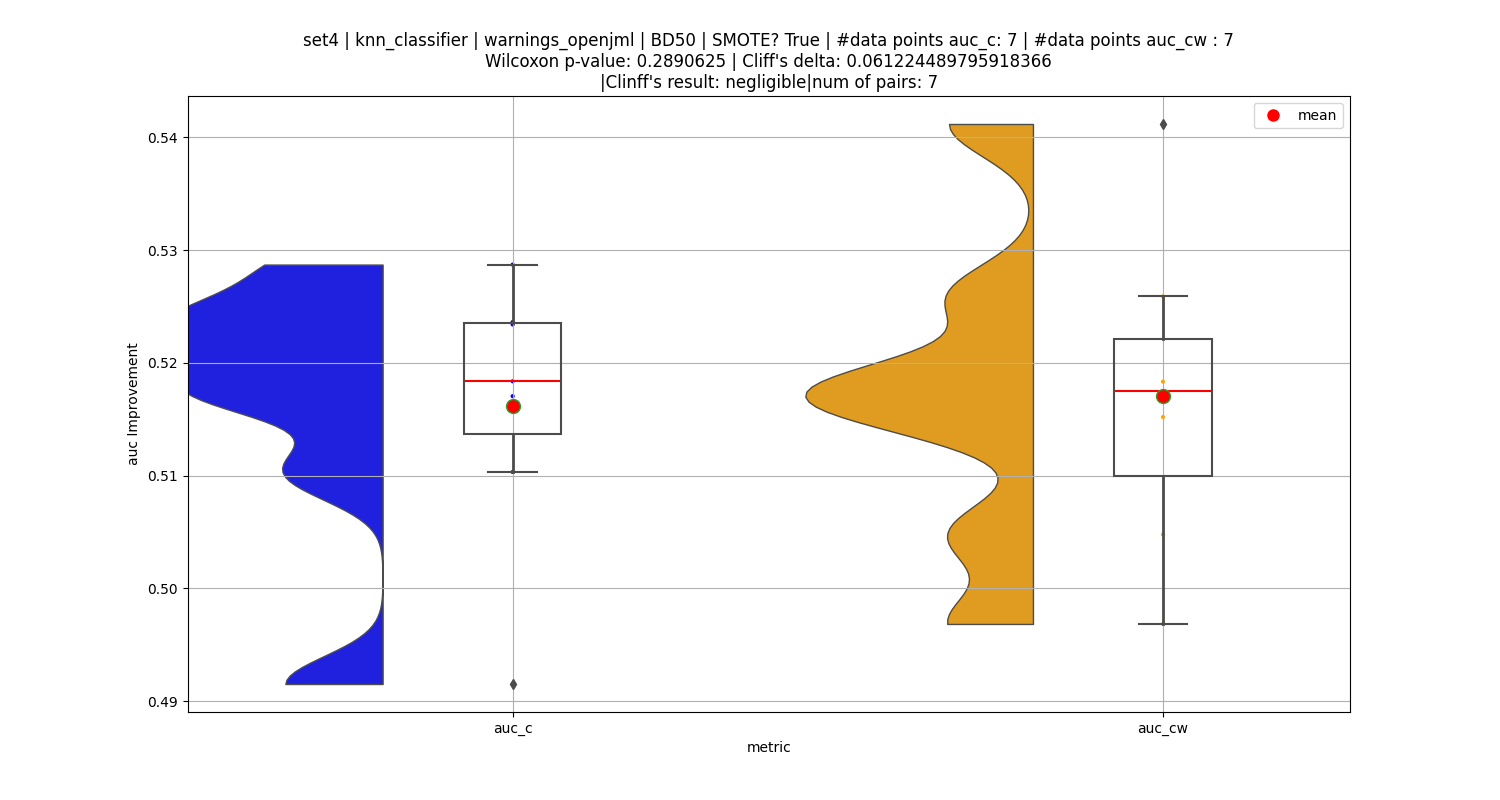 set4 | knn_classifier | warnings_openjml | BD50 | SMOTE? True | #data points auc_c: 7 | #data points auc_cw : 7
Wilcoxon p-value: 0.2890625 | Cliff's delta: 0.061224489795918366
|Clinff's result: negligible|num of pairs: 7
mean
0.54
0.53
0.52
0.51
0.50
0.49
auc Improvement
auc_c
auc_cw
metric